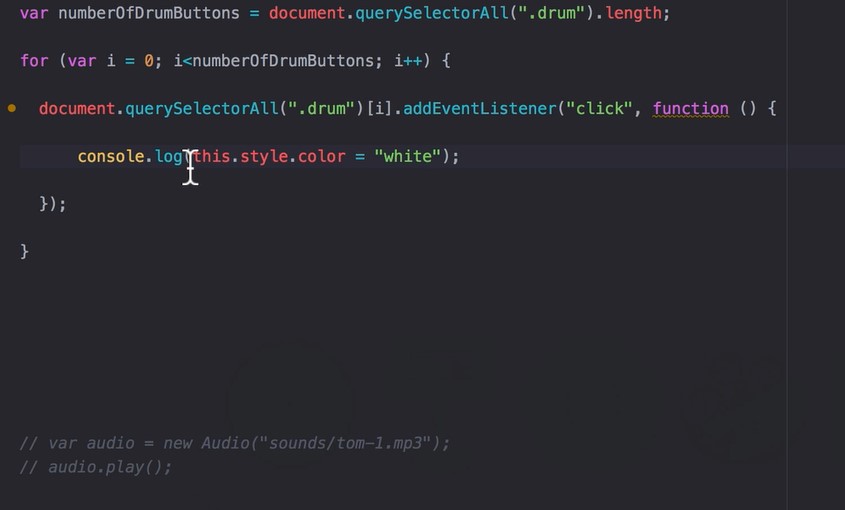 var numberOfDrumButtons = document.querySelectorAll(".drum").length;
for (var i = 0; i<numberOfDrumButtons; i++) {
document.querySelectorAll(".drum")[i].addEventListener("click", function () {
console.log(this.style.color = "white");
});
}
// var audio = new Audio("sounds/tom-1.mp3");
// audio.play();